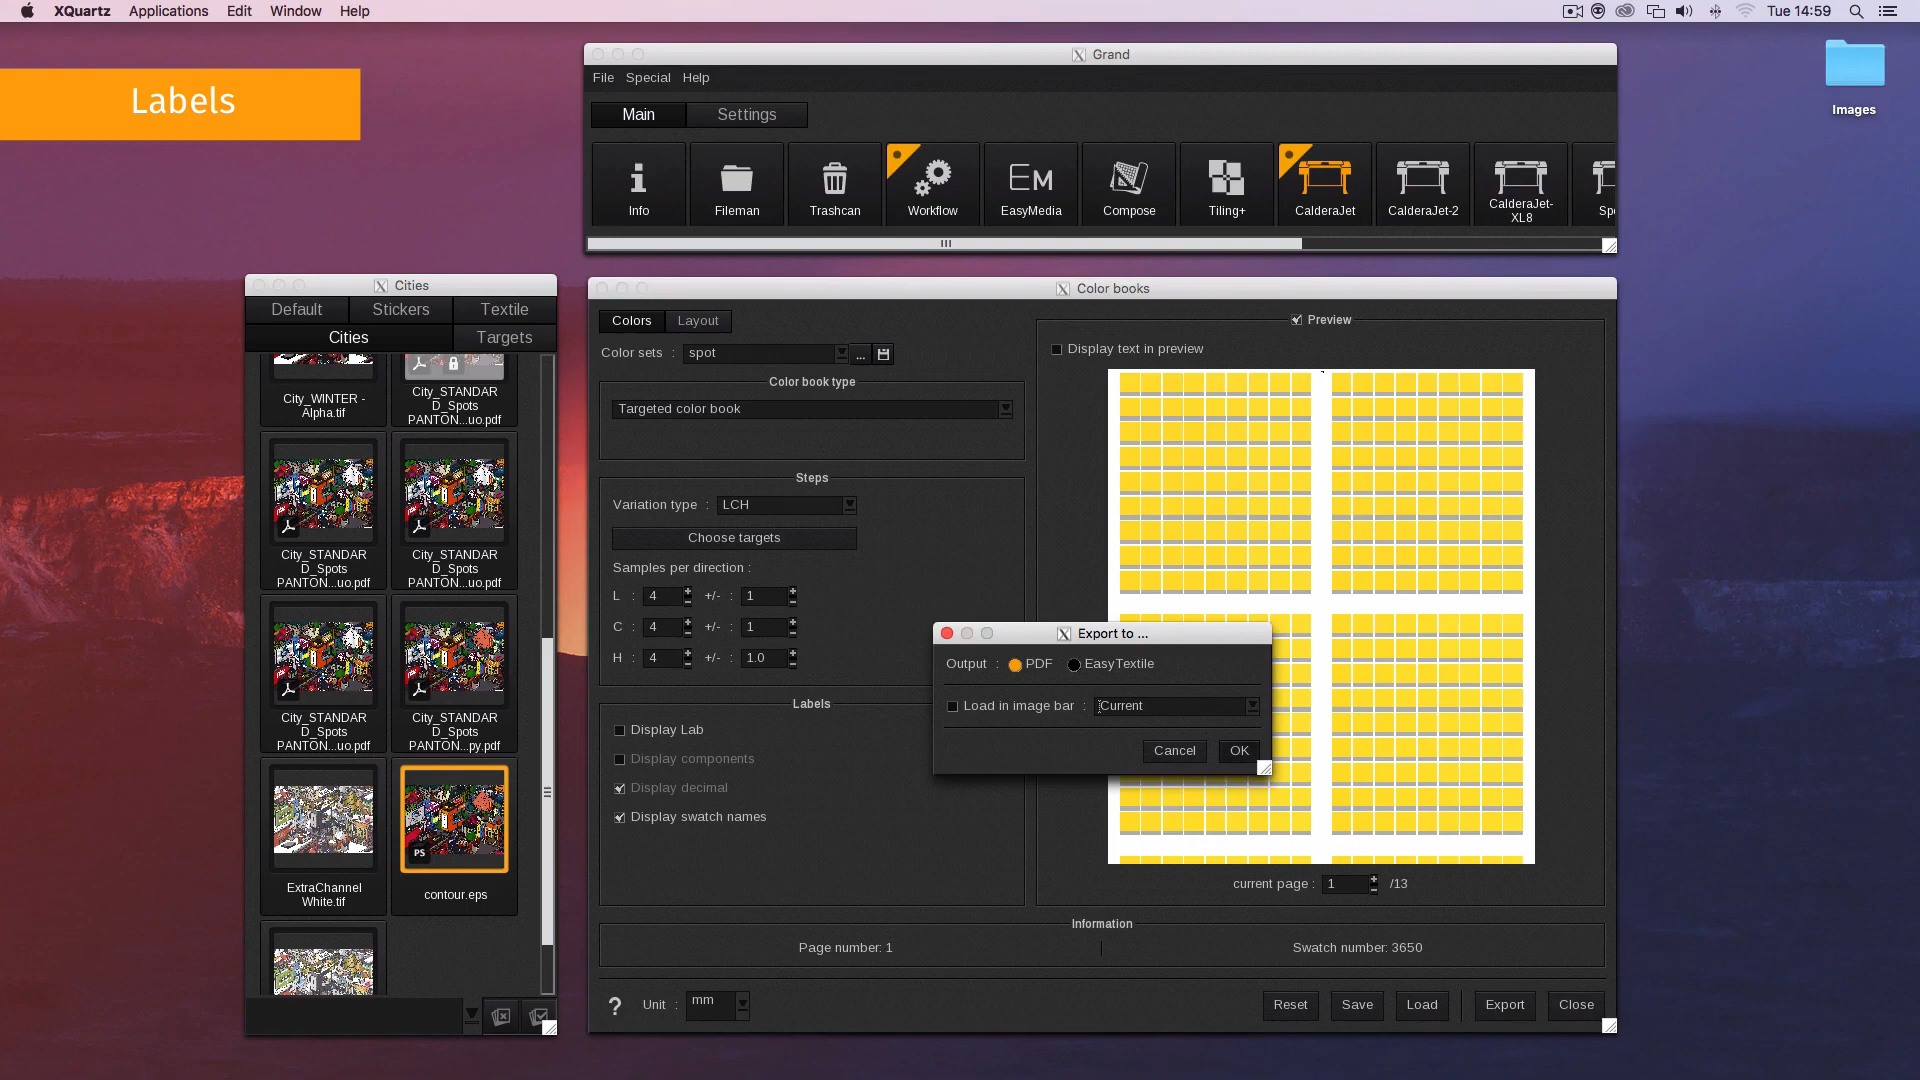 XQuartz Applications Edit Window Help
Tue 14:59
Labels
Images
Grand
File Special Help
Main Settings
Info Fileman Trashcan Workflow EasyMedia Compose Tiling+ CalderaJet CalderaJet-2 CalderaJet-
XL8
Sp
EM
Cities
Default Stickers Textile
Cities Targets
City_WINTER -
Alpha.tif
City_STANDAR
D_Spots
PANTON...uo.pdf
City_STANDAR
D_Spots
PANTON...uo.pdf
City_STANDAR
D_Spots
PANTON...uo.pdf
City_STANDAR
D_Spots
PANTON...uo.pdf
City_STANDAR
D_Spots
PANTON...py.pdf
PS
ExtraChannel
White.tif
contour.eps
Color books
Colors Layout
Color sets : spot ...
Color book type
Targeted color book
Steps
Variation type : LCH
Choose targets
Samples per direction :
L : 4 +/- : 1
C : 4 +/- : 1
H : 4 +/- : 1.0
Labels
Display Lab
Display components
Display decimal
Display swatch names
Preview
Display text in preview
current page : 1 /13
Export to ...
Output : PDF EasyTextile
Load in image bar : Current
Cancel OK
Information
Page number: 1 Swatch number: 3650
? Unit : mm Reset Save Load Export Close